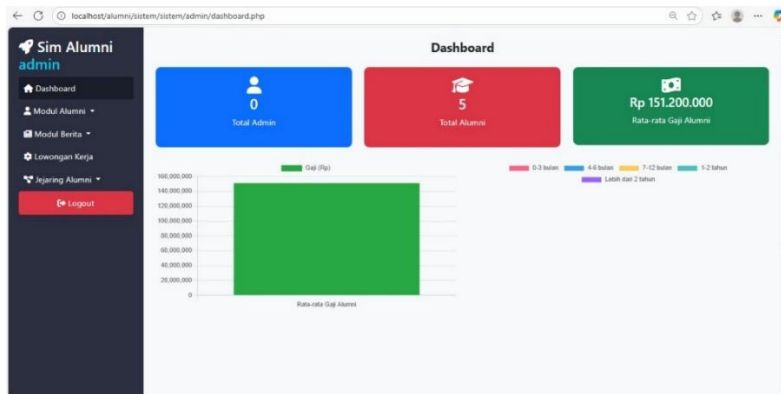 localhost/alumni/sistem/sistem/admin/dashboard.php
Sim Alumni
admin
Dashboard
Modul Alumni
Modul Berita
Lowongan Kerja
Jejaring Alumni
Logout
Dashboard
0
Total Admin
5
Total Alumni
Rp 151.200.000
Rata-rata Gaji Alumni
Gaji (Rp)
160,000,000
140,000,000
120,000,000
100,000,000
80,000,000
60,000,000
40,000,000
20,000,000
0
Rata-rata Gaji Alumni
0-3 bulan 4-6 bulan 7-12 bulan 1-2 tahun
Lebih dari 2 tahun